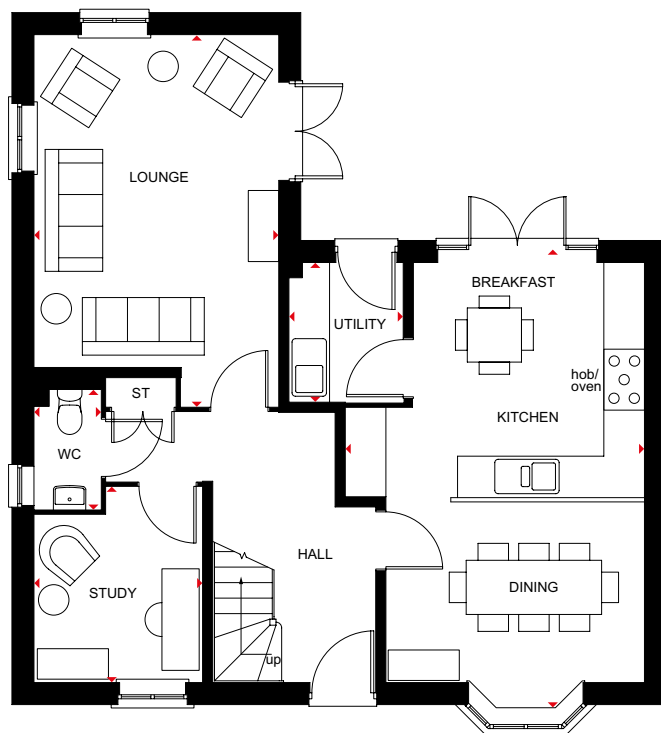 LOUNGE
BREAKFAST
UTILITY
hob/
oven
ST
KITCHEN
WC
HALL
DINING
STUDY
up